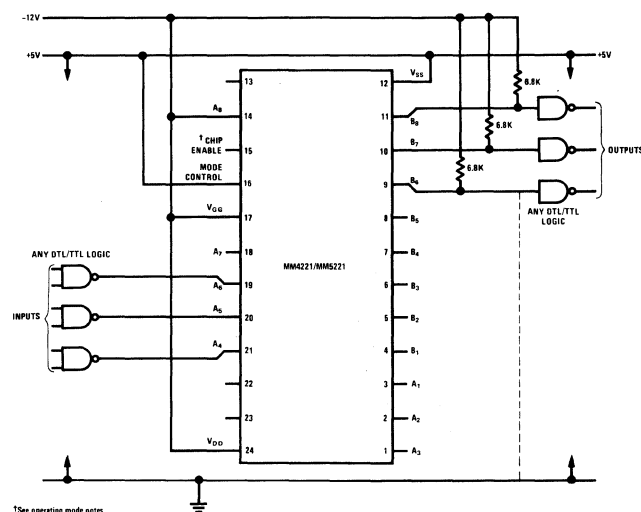 -12V
+5V
+5V
VSS
6.8K
6.8K
6.8K
13
12
A8
14
11
B8
† CHIP
ENABLE
15
10
B7
MODE
CONTROL
16
9
B6
OUTPUTS
ANY DTL/TTL
LOGIC
VGG
17
8
B5
A7
18
7
B4
MM4221/MM5221
ANY DTL/TTL LOGIC
A6
19
6
B3
INPUTS
A5
20
5
B2
A4
21
4
B1
22
3
A1
23
2
A2
VDD
24
1
A3
†See operating mode notes